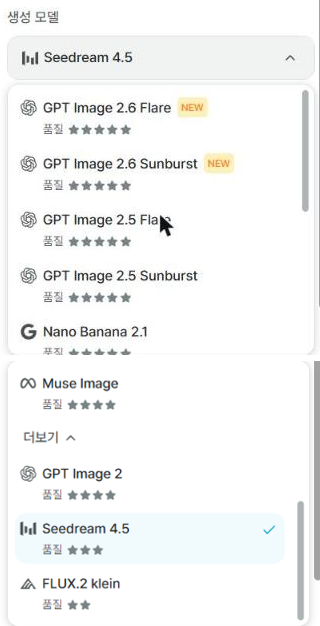 생성 모델
Seedream 4.5
GPT Image 2.6 Flare NEW
품질 ★★★★★
GPT Image 2.6 Sunburst NEW
품질 ★★★★★
GPT Image 2.5 Flare
품질 ★★★★★
GPT Image 2.5 Sunburst
품질 ★★★★★
Nano Banana 2.1
품질 ★★★★★
Muse Image
품질 ★★★★
더보기
GPT Image 2
품질 ★★★★
Seedream 4.5
품질 ★★★
FLUX.2 klein
품질 ★★